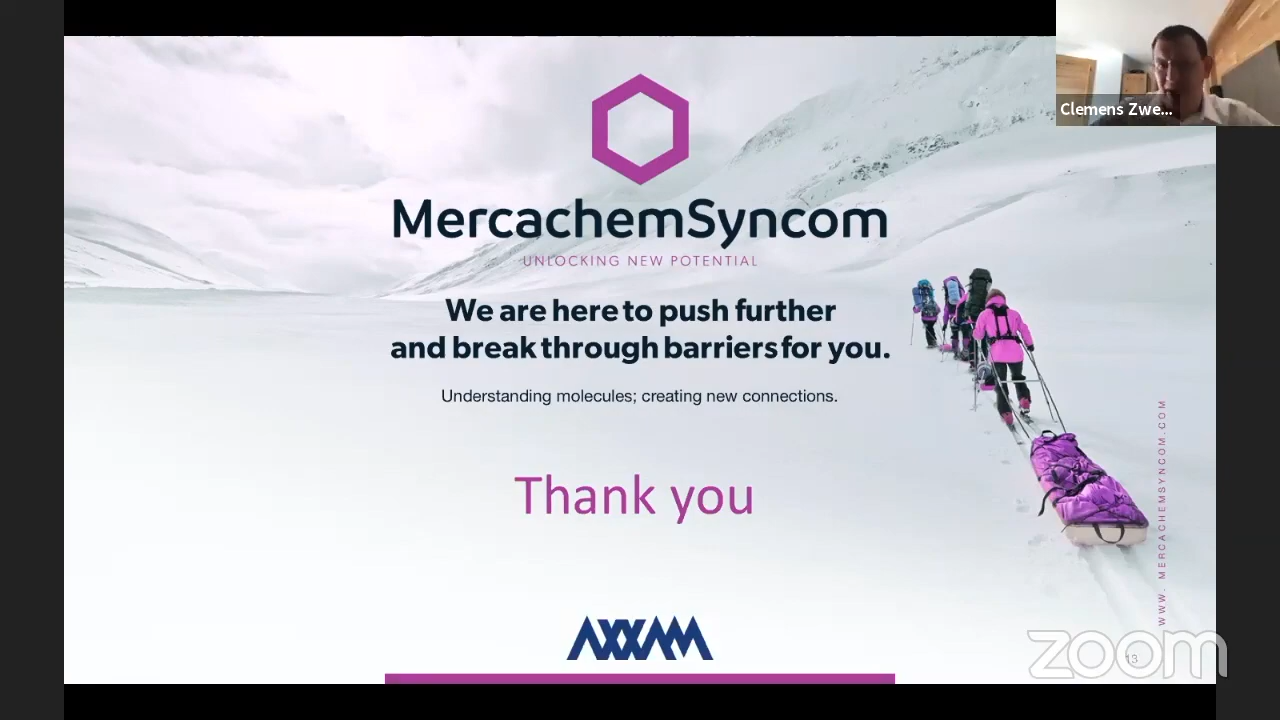 Clemens Zwe...
MercachemSyncom
UNLOCKING NEW POTENTIAL
We are here to push further
and break through barriers for you.
Understanding molecules; creating new connections.
Thank you
WWW. MERCACHEMSYNCOM.COM
AXXAM
zoom
13